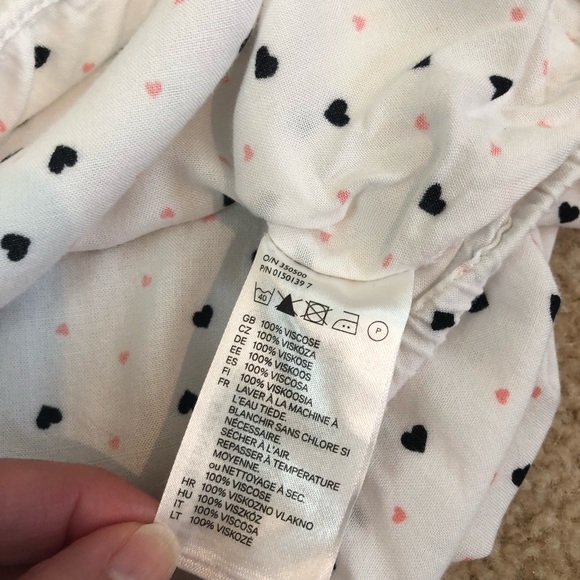 O/N 350500
P/N 0150139 7
40 P
GB 100% VISCOSE
CZ 100% VISKÓZA
DE 100% VISKOSE
EE 100% VISKOOS
ES 100% VISCOSA
FI 100% VISKOOSIA
FR LAVER À LA MACHINE À
L'EAU TIÈDE.
BLANCHIR SANS CHLORE SI
NÉCESSAIRE
SÉCHER À L'AIR.
REPASSER À TEMPÉRATURE
MOYENNE.
ou NETTOYAGE À SEC.
100% VISCOSE
HR 100% VISKOZNO VLAKNO
HU 100% VISZKÓZ
IT 100% VISCOSA
LT 100% VISKOZĖ